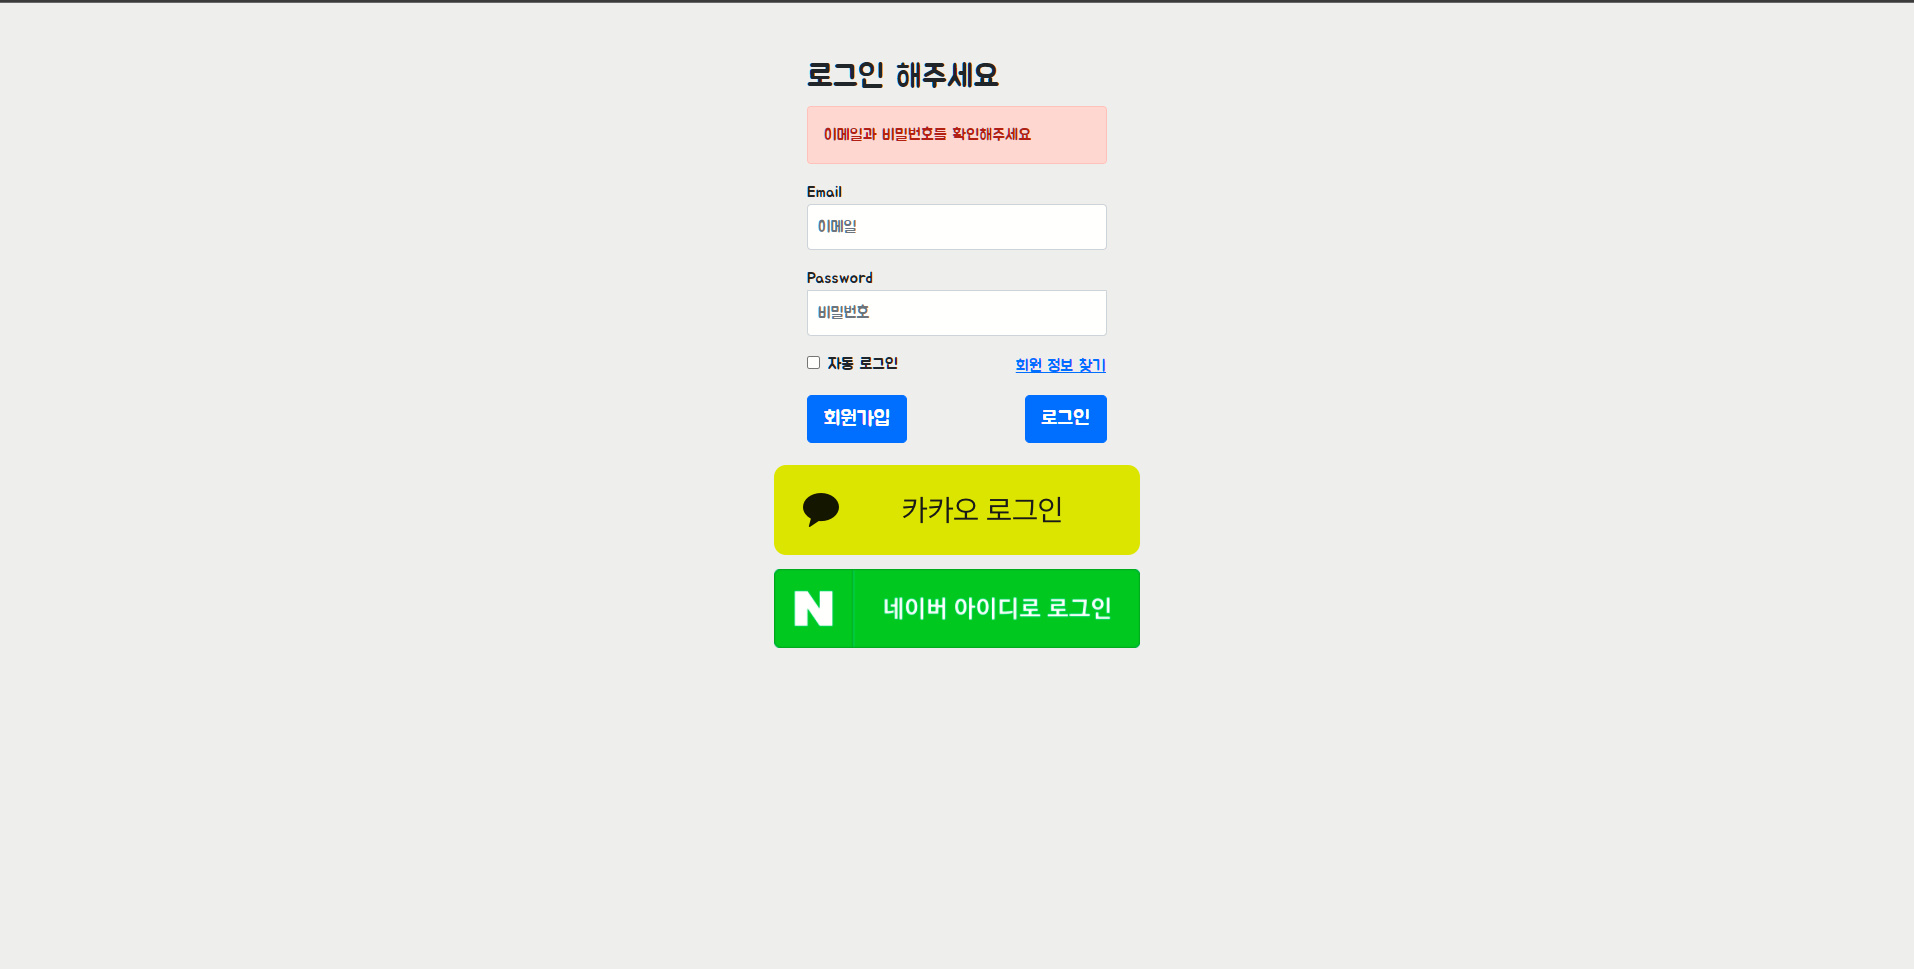 로그인 해주세요
이메일과 비밀번호를 확인해주세요
Email
이메일
Password
비밀번호
자동 로그인 회원 정보 찾기
회원가입 로그인
카카오 로그인
N 네이버 아이디로 로그인